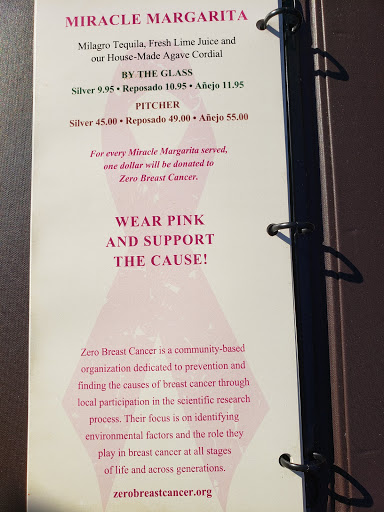 MIRACLE MARGARITA
Milagro Tequila, Fresh Lime Juice and
our House-Made Agave Cordial
BY THE GLASS
Silver 9.95 • Reposado 10.95 • Añejo 11.95
PITCHER
Silver 45.00 • Reposado 49.00 • Añejo 55.00
For every Miracle Margarita served,
one dollar will be donated to
Zero Breast Cancer.
WEAR PINK
AND SUPPORT
THE CAUSE!
Zero Breast Cancer is a community-based
organization dedicated to prevention and
finding the causes of breast cancer through
local participation in the scientific research
process. Their focus is on identifying
environmental factors and the role they
play in breast cancer at all stages
of life and across generations.
zerobreastcancer.org